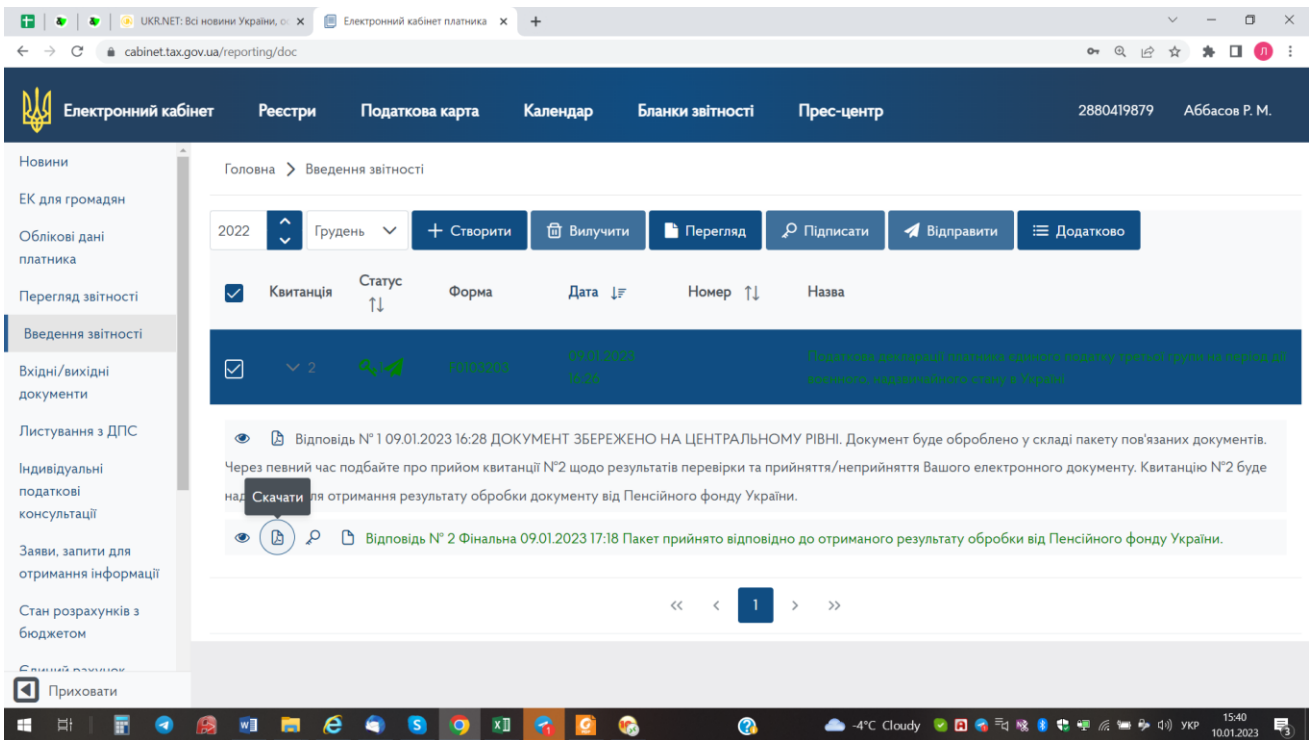 UKR.NET: Всі новини України, о
Електронний кабінет платника
cabinet.tax.gov.ua/reporting/doc
Л
Електронний кабінет
Реєстри
Податкова карта
Календар
Бланки звітності
Прес-центр
2880419879
Аббасов Р. М.
Новини
ЕК для громадян
Облікові дані
платника
Перегляд звітності
Введення звітності
Вхідні/вихідні
документи
Листування з ДПС
Індивідуальні
податкові
консультації
Заяви, запити для
отримання інформації
Стан розрахунків з
бюджетом
Єдиний рахунок
Приховати
Головна > Введення звітності
2022
Грудень
+ Створити
Вилучити
Перегляд
Підписати
Відправити
Додатково
Квитанція
Статус
Форма
Дата
Номер
Назва
2
F0103203
09.01.2023
16:26
Податкова декларації платника єдиного податку третьої групи на період дії
воєнного, надзвичайного стану в Україні
Відповідь № 1 09.01.2023 16:28 ДОКУМЕНТ ЗБЕРЕЖЕНО НА ЦЕНТРАЛЬНОМУ РІВНІ. Документ буде оброблено у складі пакету пов'язаних документів.
Через певний час подбайте про прийом квитанції №2 щодо результатів перевірки та прийняття/неприйняття Вашого електронного документу. Квитанцію №2 буде
над ля отримання результату обробки документу від Пенсійного фонду України.
Скачати
Відповідь № 2 Фінальна 09.01.2023 17:18 Пакет прийнято відповідно до отриманого результату обробки від Пенсійного фонду України.
<< < 1 > >>
-4°C Cloudy
УКР
15:40
10.01.2023
3